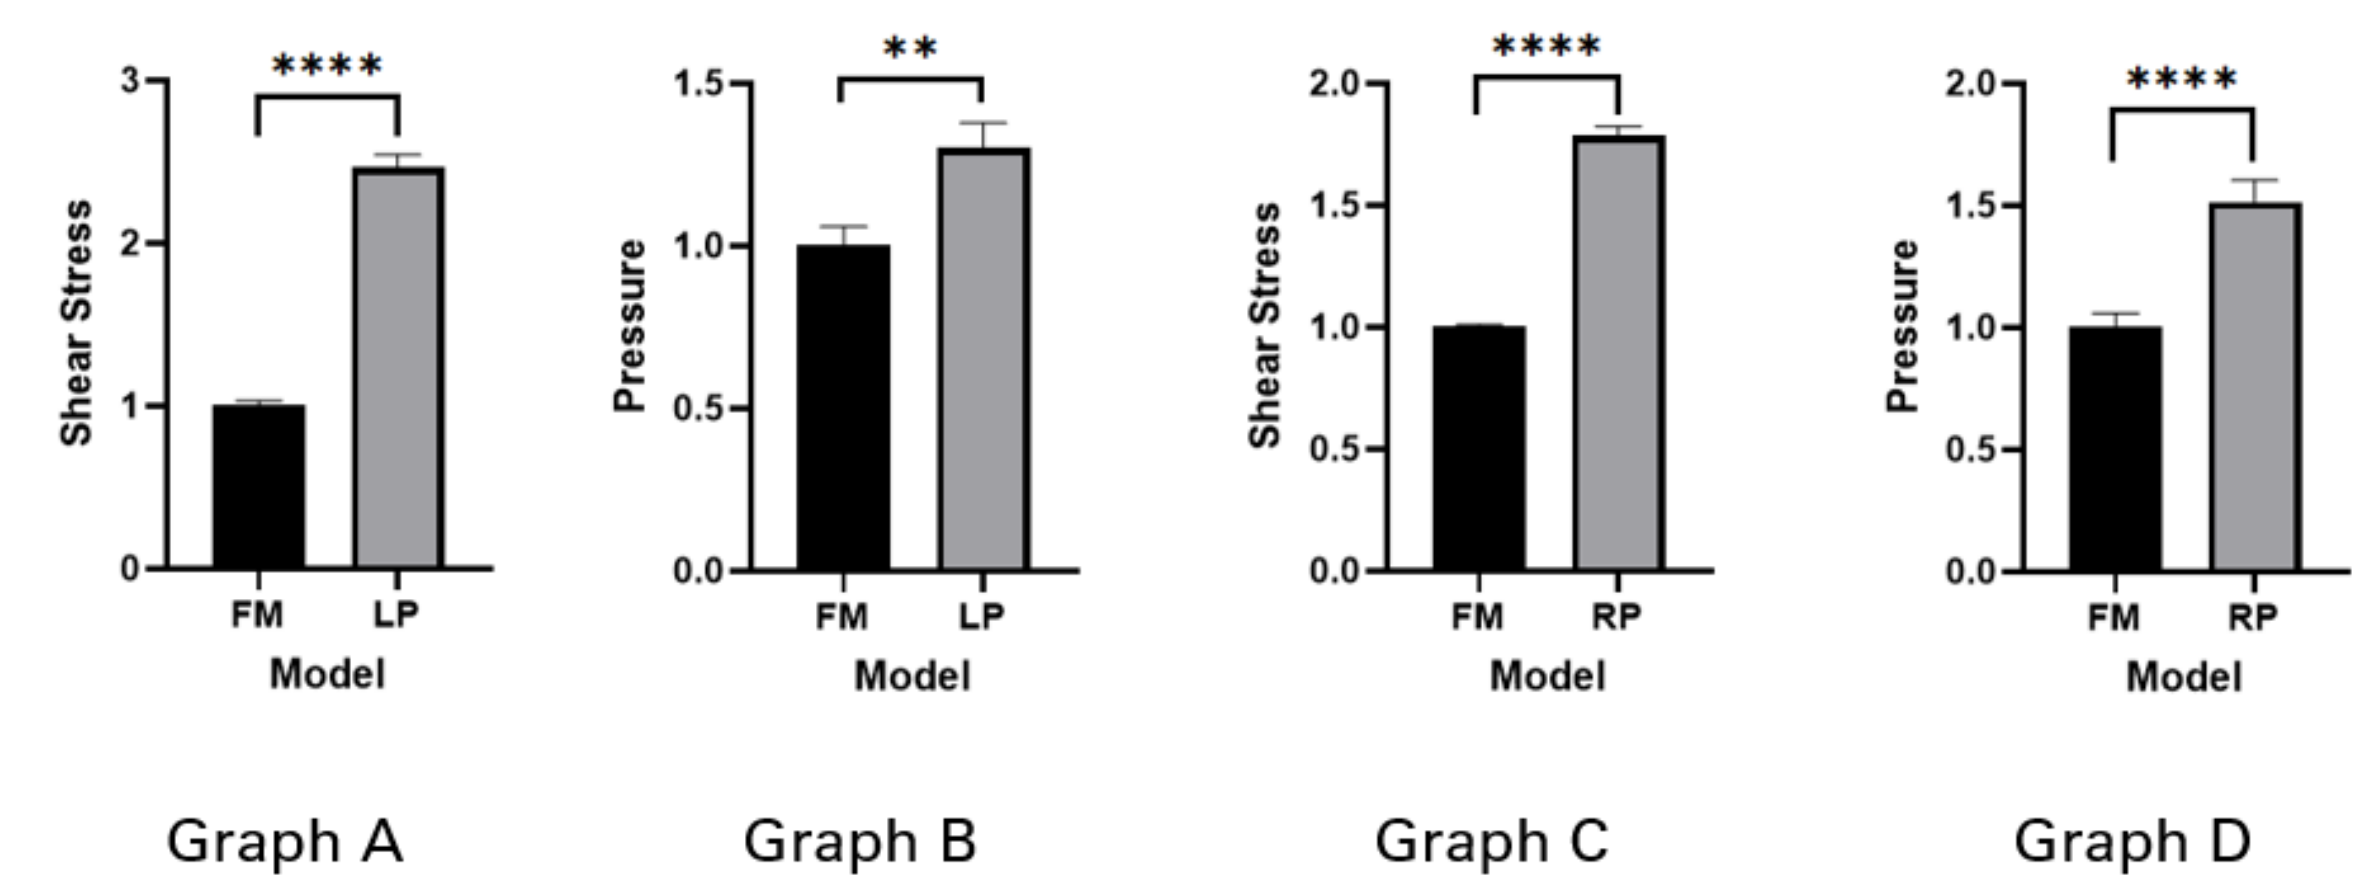 ****
3
2
1
0
Shear Stress
FM LP
Model
Graph A
**
1.5
1.0
0.5
0.0
Pressure
FM LP
Model
Graph B
****
2.0
1.5
1.0
0.5
0.0
Shear Stress
FM RP
Model
Graph C
****
2.0
1.5
1.0
0.5
0.0
Pressure
FM RP
Model
Graph D